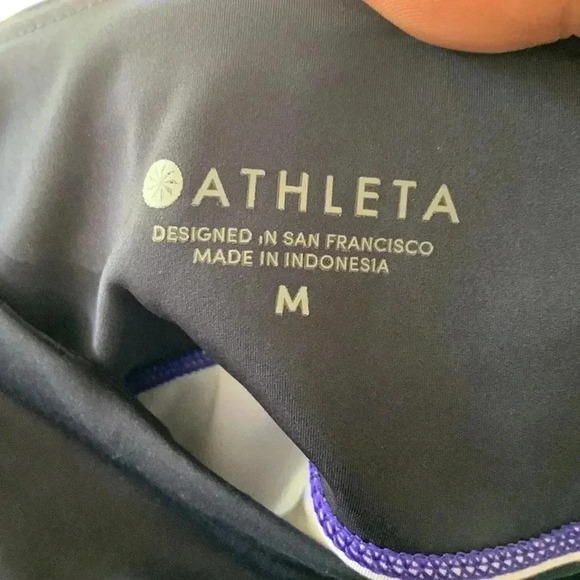 ATHLETA
DESIGNED IN SAN FRANCISCO
MADE IN INDONESIA
M